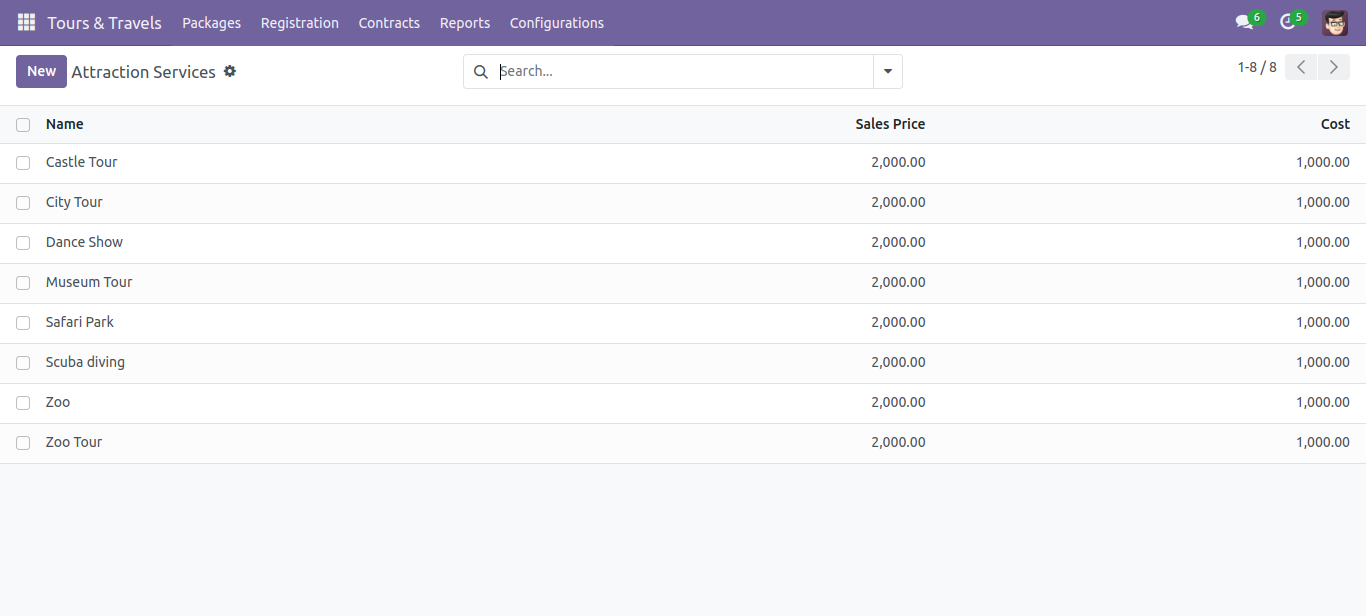 Tours & Travels Packages Registration Contracts Reports Configurations 6 5
New Attraction Services Search... 1-8 / 8
Name Sales Price Cost
Castle Tour 2,000.00 1,000.00
City Tour 2,000.00 1,000.00
Dance Show 2,000.00 1,000.00
Museum Tour 2,000.00 1,000.00
Safari Park 2,000.00 1,000.00
Scuba diving 2,000.00 1,000.00
Zoo 2,000.00 1,000.00
Zoo Tour 2,000.00 1,000.00